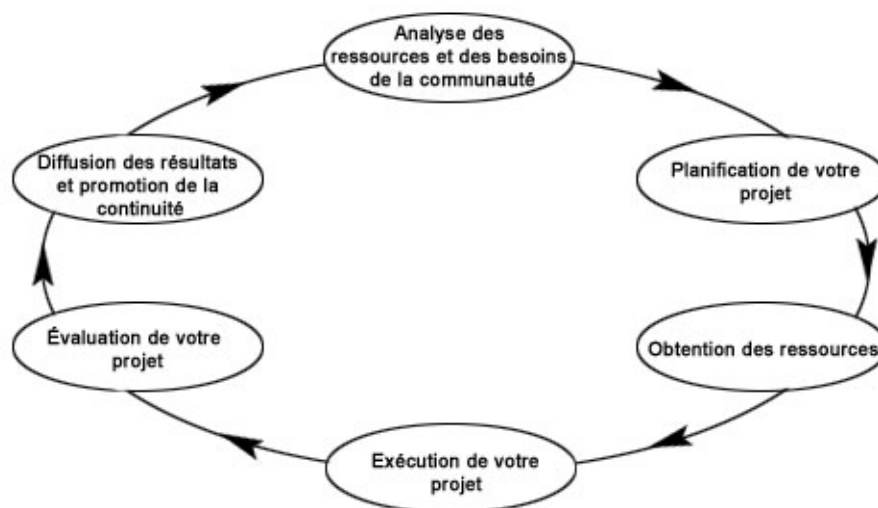 Analyse des
ressources et des besoins
de la communauté
Planification de votre
projet
Obtention des ressources
Exécution de votre
projet
Évaluation de votre
projet
Diffusion des résultats
et promotion de la
continuité